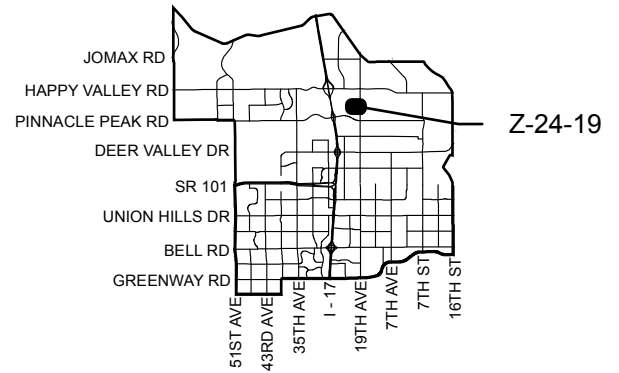 JOMAX RD
HAPPY VALLEY RD
PINNACLE PEAK RD
Z-24-19
DEER VALLEY DR
SR 101
UNION HILLS DR
BELL RD
GREENWAY RD
51ST AVE
43RD AVE
35TH AVE
I - 17
19TH AVE
7TH AVE
7TH ST
16TH ST